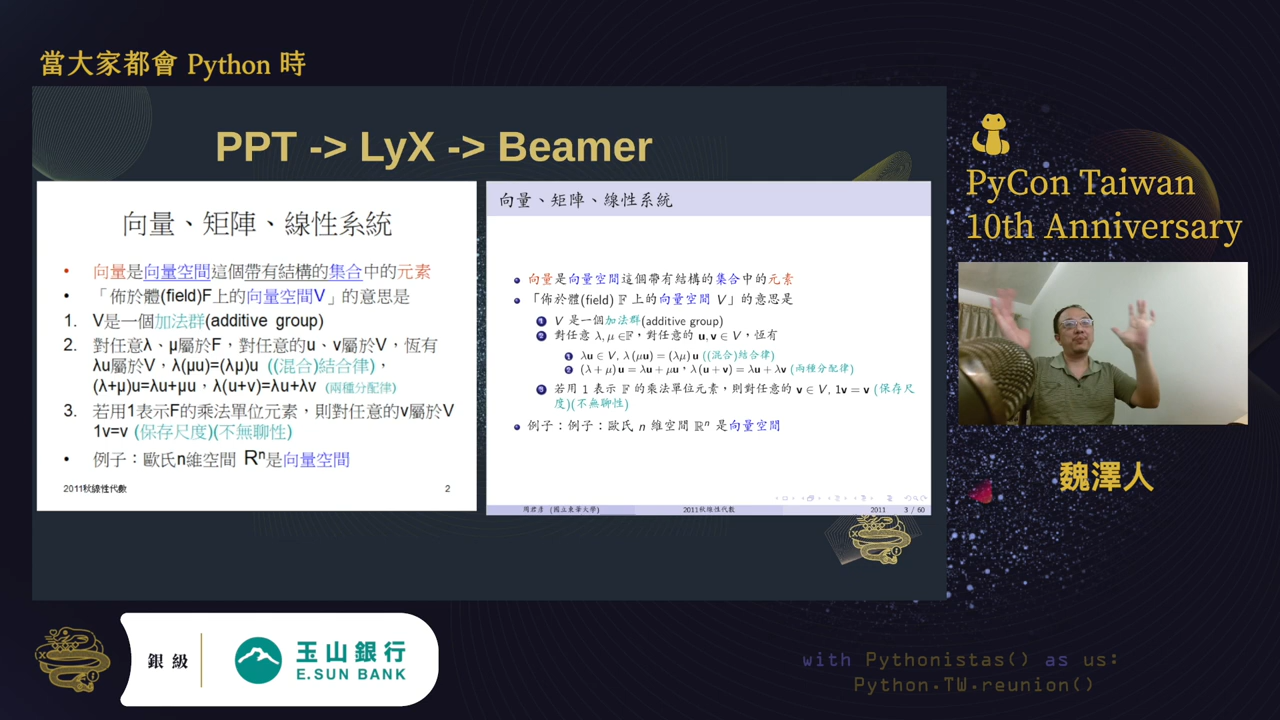 當大家都會 Python 時
PPT -> LyX -> Beamer
向量、矩陣、線性系統
• 向量是向量空間這個帶有結構的集合中的元素
• 「佈於體(field)F上的向量空間V」的意思是
1. V是一個加法群(additive group)
2. 對任意λ、μ屬於F，對任意的u、v屬於V，恆有
λu屬於V，λ(μu)=(λμ)u ((混合)結合律)，
(λ+μ)u=λu+μu，λ(u+v)=λu+λv (兩種分配律)
3. 若用1表示F的乘法單位元素，則對任意的v屬於V
1v=v (保存尺度)(不無聊性)
• 例子：歐氏n維空間 Rⁿ是向量空間
2011秋線性代數 2
向量、矩陣、線性系統
• 向量是向量空間這個帶有結構的集合中的元素
• 「佈於體(field) 𝔽 上的向量空間 V」的意思是
1 V 是一個加法群(additive group)
2 對任意 λ, μ ∈𝔽，對任意的 u, v ∈ V，恆有
1 λu ∈ V, λ (μu) = (λμ) u ((混合)結合律)
2 (λ + μ) u = λu + μu，λ (u + v) = λu + λv (兩種分配律)
3 若用 1 表示 𝔽 的乘法單位元素，則對任意的 v ∈ V, 1v = v (保存尺
度)(不無聊性)
• 例子：例子：歐氏 n 維空間 ℝⁿ 是向量空間
周君彥 (國立東華大學) 2011秋線性代數 2011 3 / 60
PyCon Taiwan
10th Anniversary
魏澤人
銀級
玉山銀行
E.SUN BANK
with Pythonistas() as us:
Python.TW.reunion()